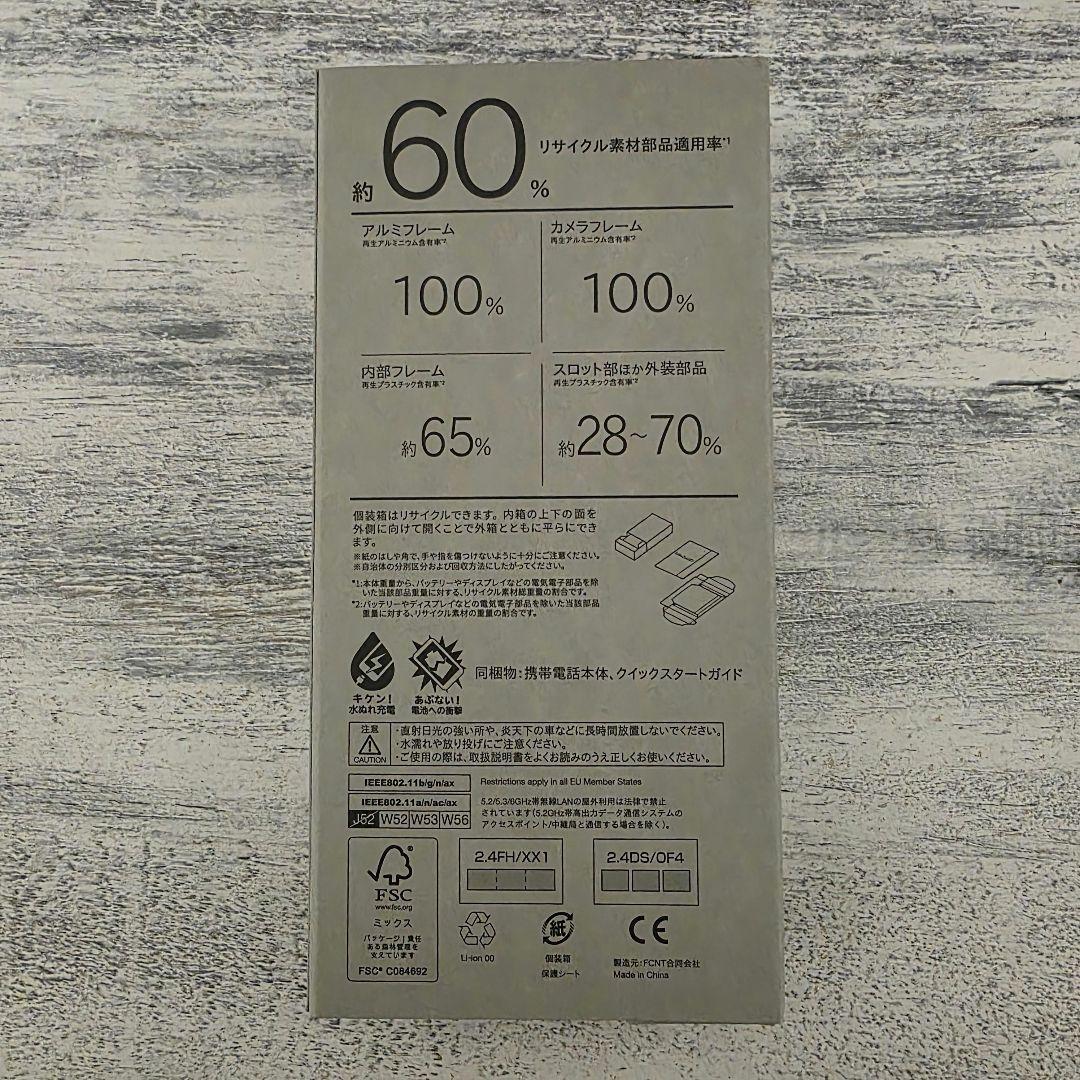 約60% リサイクル素材部品適用率*1
アルミフレーム
再生アルミニウム含有率*2
100%
カメラフレーム
再生アルミニウム含有率*2
100%
内部フレーム
再生プラスチック含有率*2
約65%
スロット部ほか外装部品
再生プラスチック含有率*2
約28~70%
個装箱はリサイクルできます。内箱の上下の面を
外側に向けて開くことで外箱とともに平らにでき
ます。
※紙のはしや角で、手や指を傷つけないように十分にご注意ください。
※自治体の分別区分および回収方法にしたがってください。
*1:本体重量から、バッテリーやディスプレイなどの電気電子部品を除
いた当該部品重量に対する、リサイクル素材総重量の割合です。
*2:バッテリーやディスプレイなどの電気電子部品を除いた当該部品
重量に対する、リサイクル素材の重量の割合です。
キケン!
水ぬれ充電
あぶない!
電池への衝撃
同梱物:携帯電話本体、クイックスタートガイド
注意
CAUTION
・直射日光の強い所や、炎天下の車などに長時間放置しないでください。
・水濡れや放り投げにご注意ください。
・ご使用の際は、取扱説明書をよくお読みのうえ正しくお使いください。
IEEE802.11b/g/n/ax
Restrictions apply in all EU Member States
IEEE802.11a/n/ac/ax
J52 W52 W53 W56
5.2/5.3/6GHz帯無線LANの屋外利用は法律で禁止
されています(5.2GHz帯高出力データ通信システムの
アクセスポイント/中継局と通信する場合を除く)。
FSC
www.fsc.org
ミックス
パッケージ|責任
ある森林管理を
支えています
FSC® C084692
2.4FH/XX1
2.4DS/OF4
Li-ion 00
紙
個装箱
保護シート
CE
製造元:FCNT合同会社
Made in China